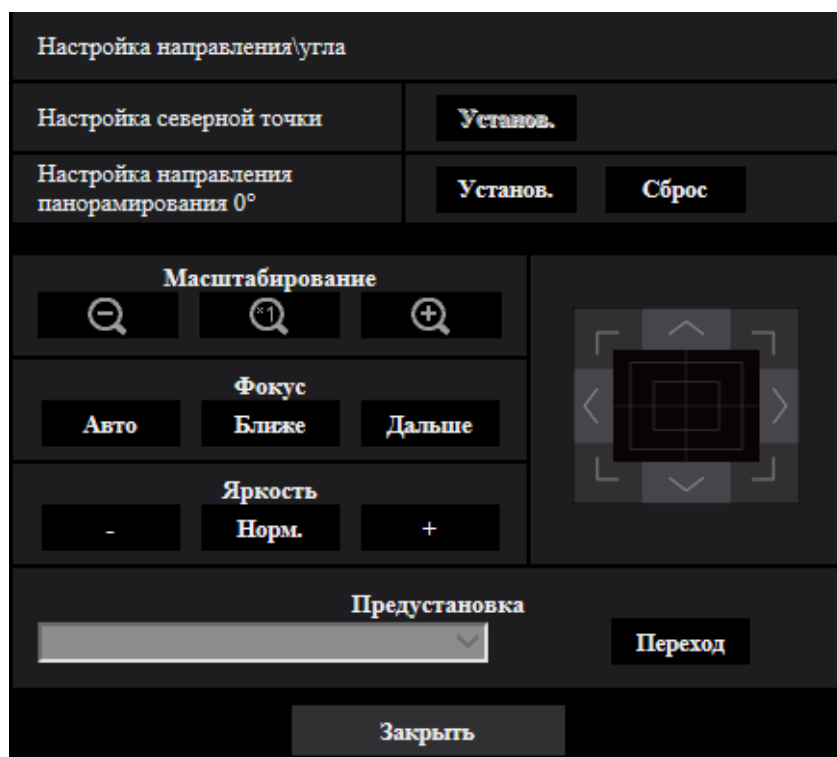 Настройка направления\угла
Настройка северной точки
Установ.
Настройка направления
панорамирования 0°
Установ. Сброс
Масштабирование
×1
Фокус
Авто Ближе Дальше
Яркость
- Норм. +
Предустановка
Переход
Закрыть